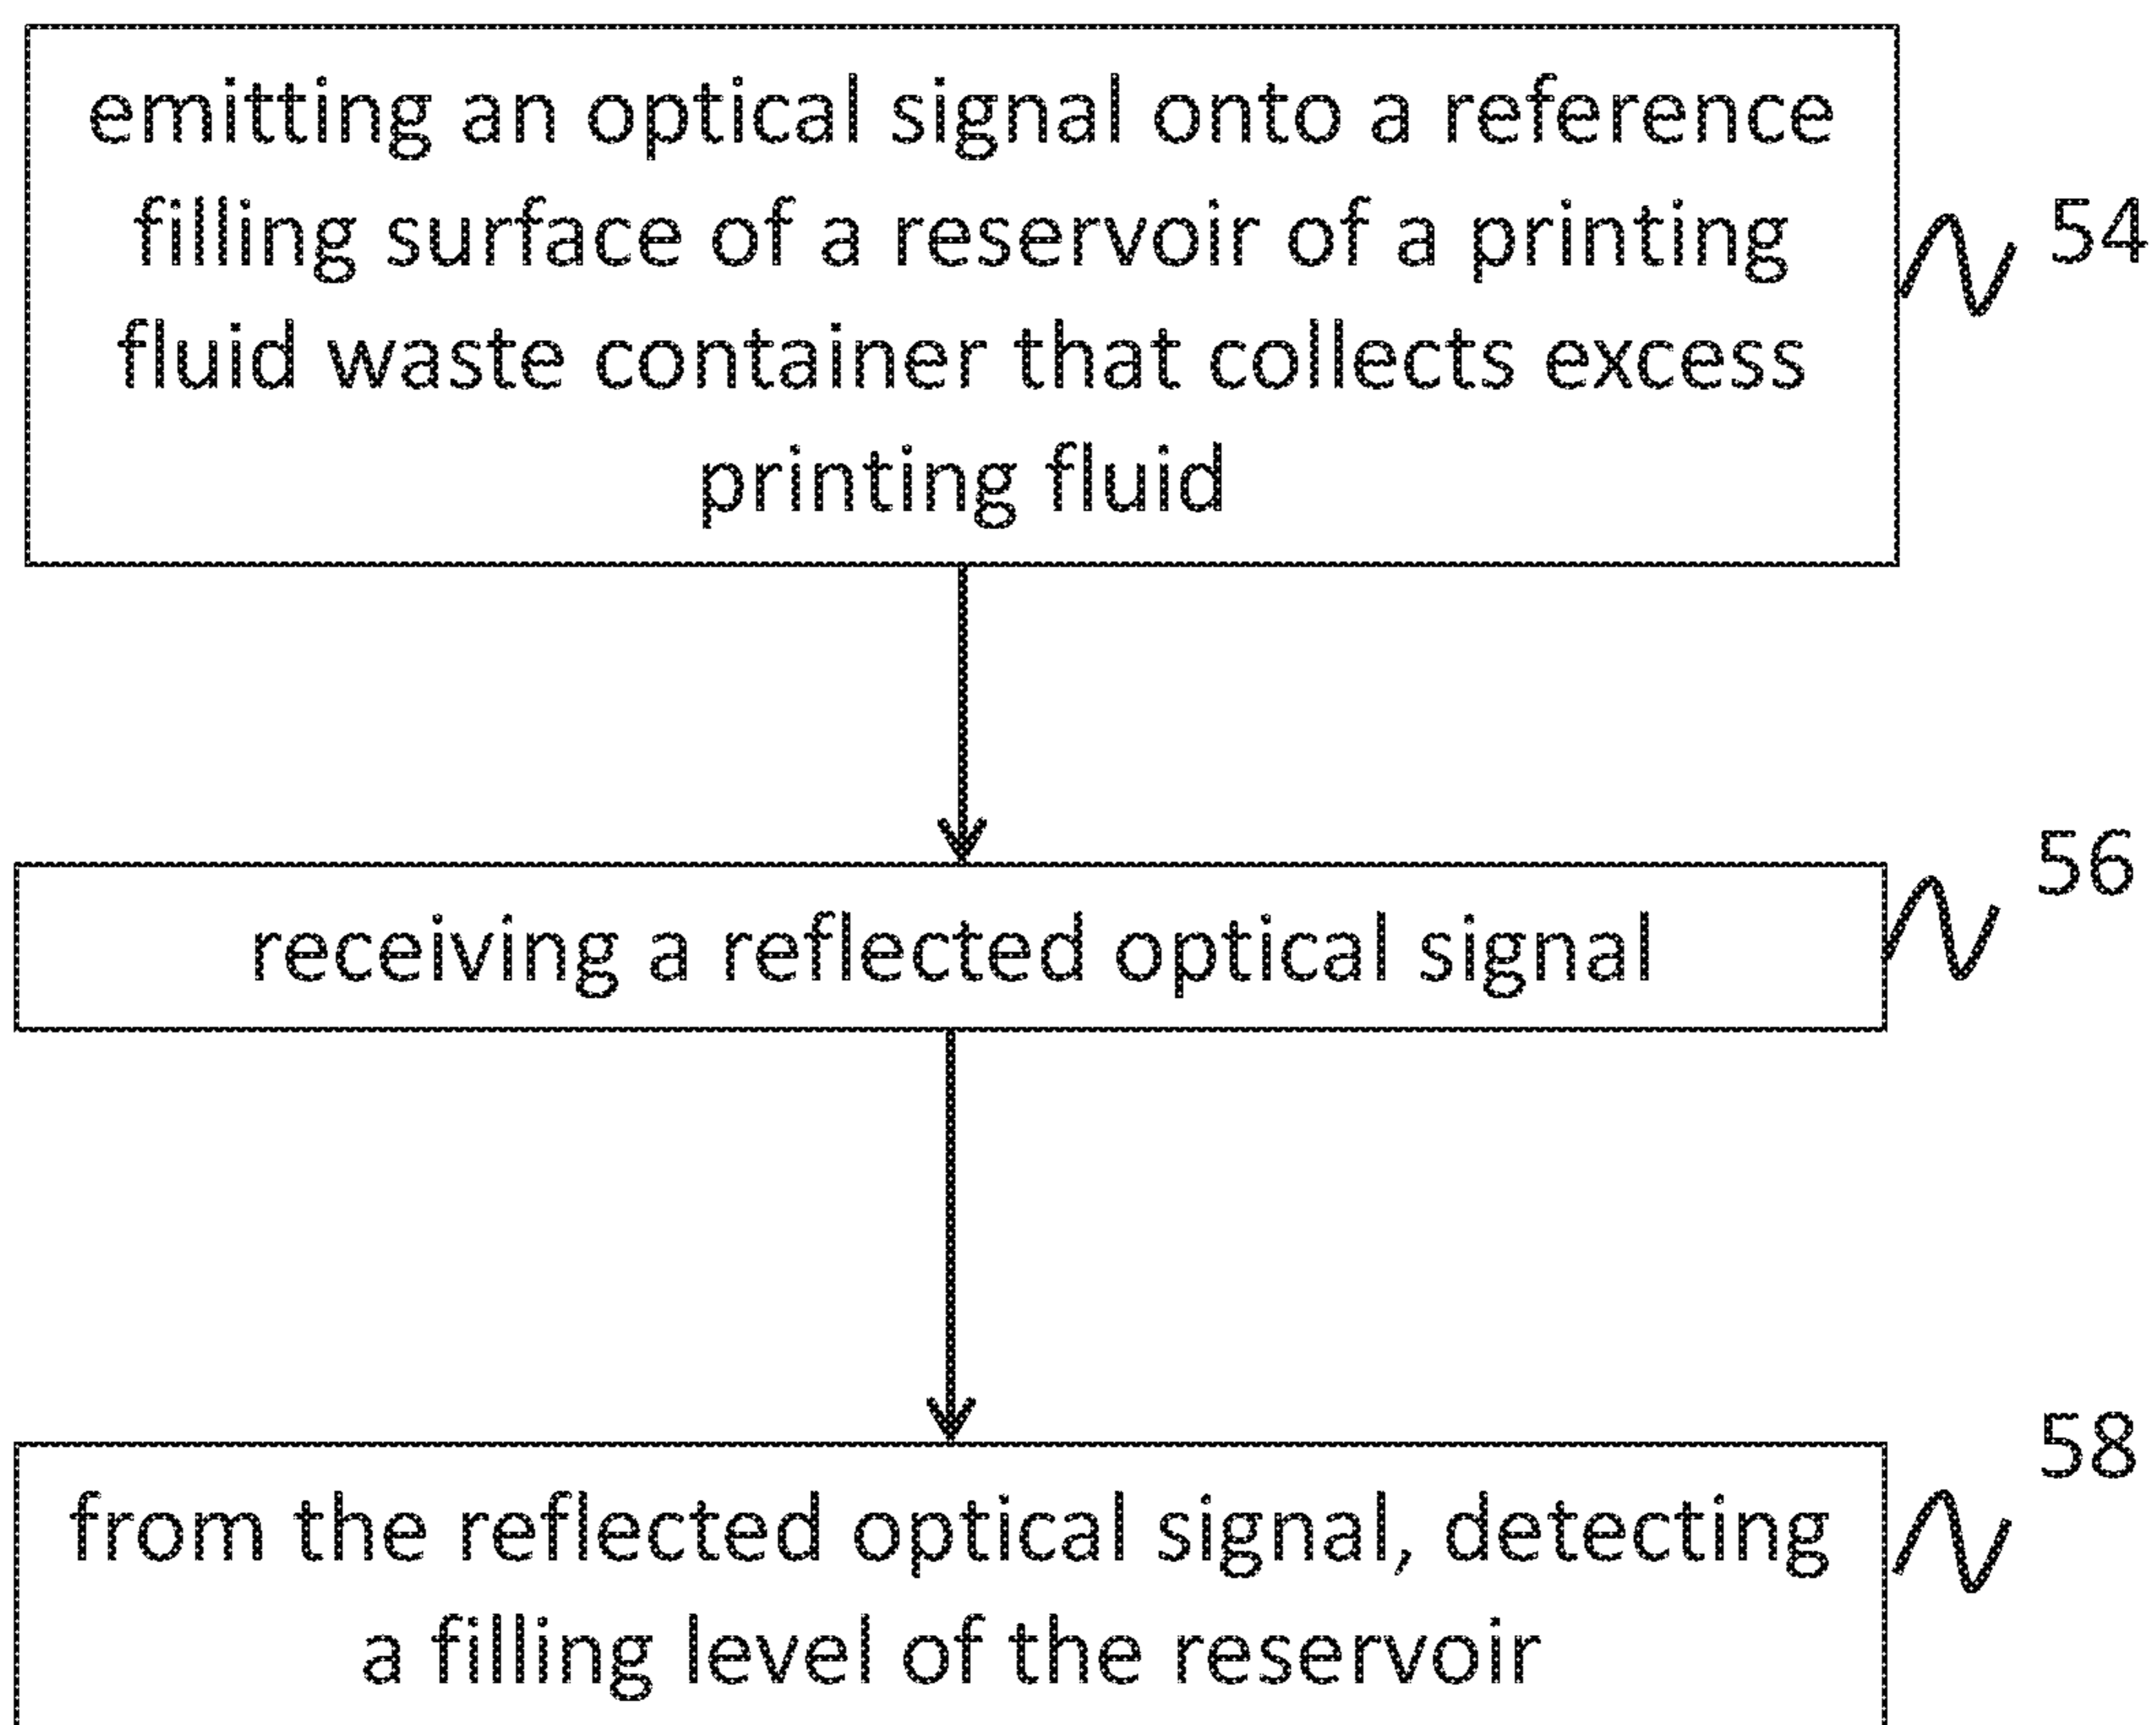 emitting an optical signal onto a reference
filling surface of a reservoir of a printing
fluid waste container that collects excess
printing fluid
54
56
receiving a reflected optical signal
58
from the reflected optical signal, detecting
a filling level of the reservoir